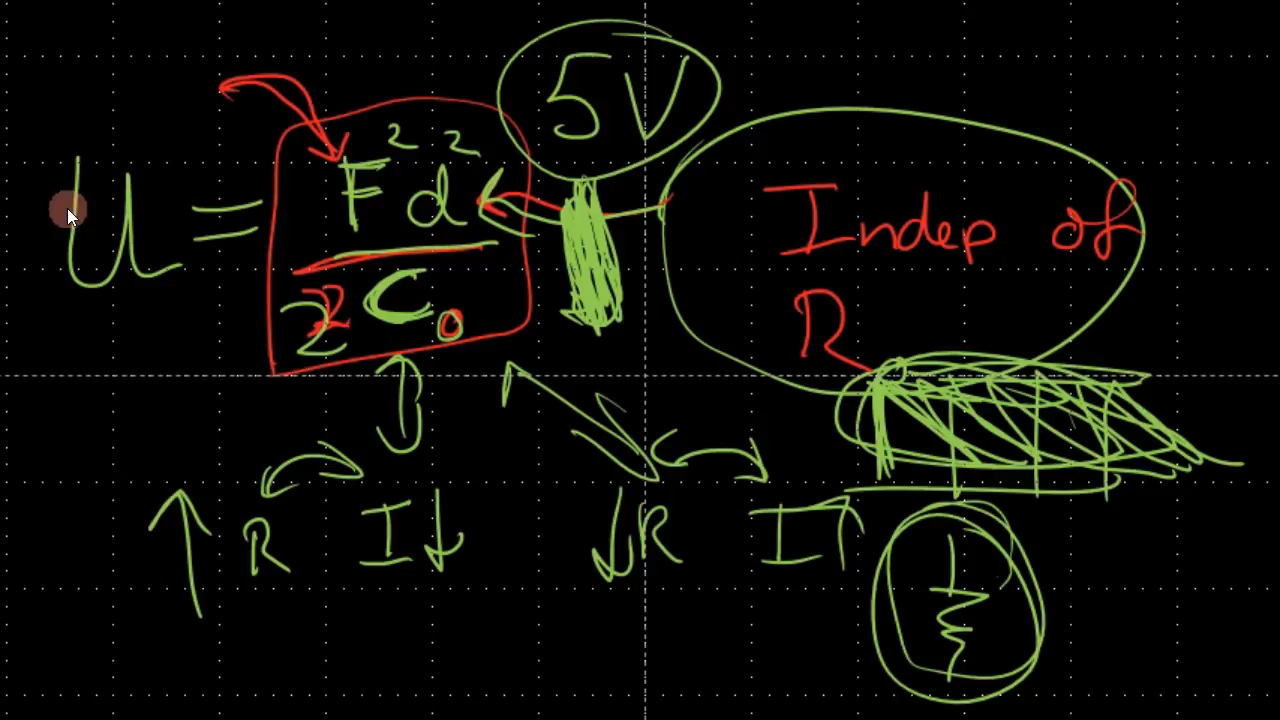 5V
U = F²d²
2C₀
Indep of
R
↑ R I↓ ↓R I↑